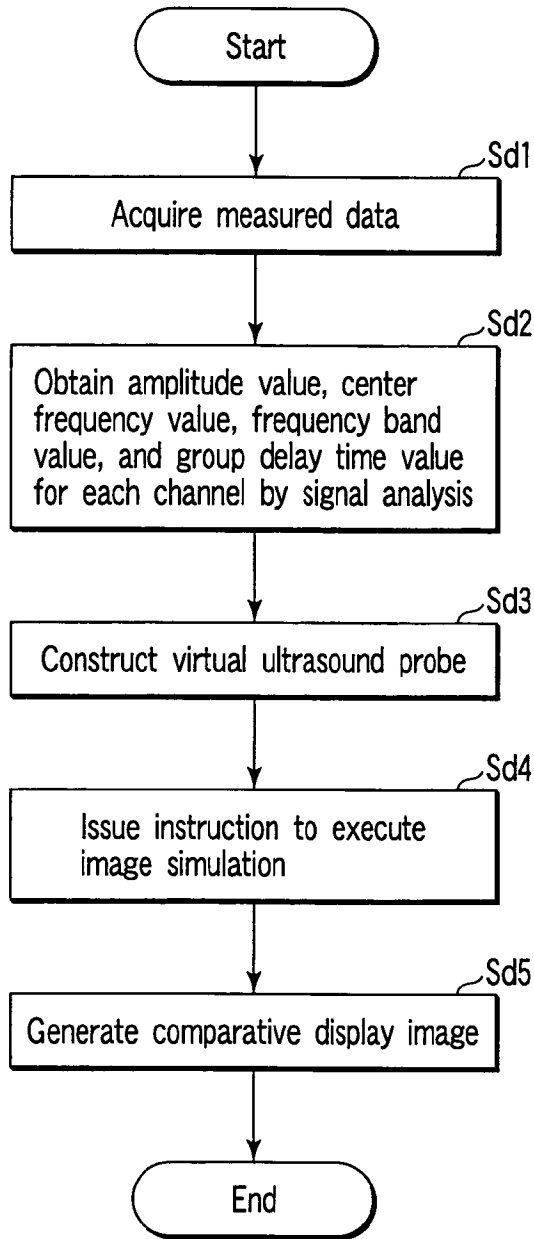 Start
Sd1
Acquire measured data
Sd2
Obtain amplitude value, center
frequency value, frequency band
value, and group delay time value
for each channel by signal analysis
Sd3
Construct virtual ultrasound probe
Sd4
Issue instruction to execute
image simulation
Sd5
Generate comparative display image
End